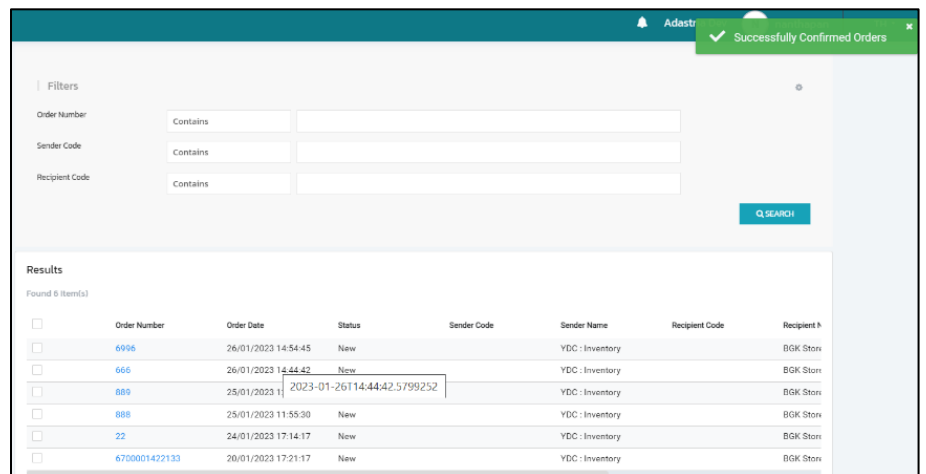 Successfully Confirmed Orders
Filters
Order Number Contains
Sender Code Contains
Recipient Code Contains
SEARCH
Results
Found 6 Item(s)
Order Number Order Date Status Sender Code Sender Name Recipient Code Recipient N
6996 26/01/2023 14:54:45 New YDC : Inventory BGK Store
666 26/01/2023 14:44:42 New YDC : Inventory BGK Store
2023-01-26T14:44:42.5799252
889 25/01/2023 YDC : Inventory BGK Store
888 25/01/2023 11:55:30 New YDC : Inventory BGK Store
22 24/01/2023 17:14:17 New YDC : Inventory BGK Store
6700001422133 20/01/2023 17:21:17 New YDC : Inventory BGK Store